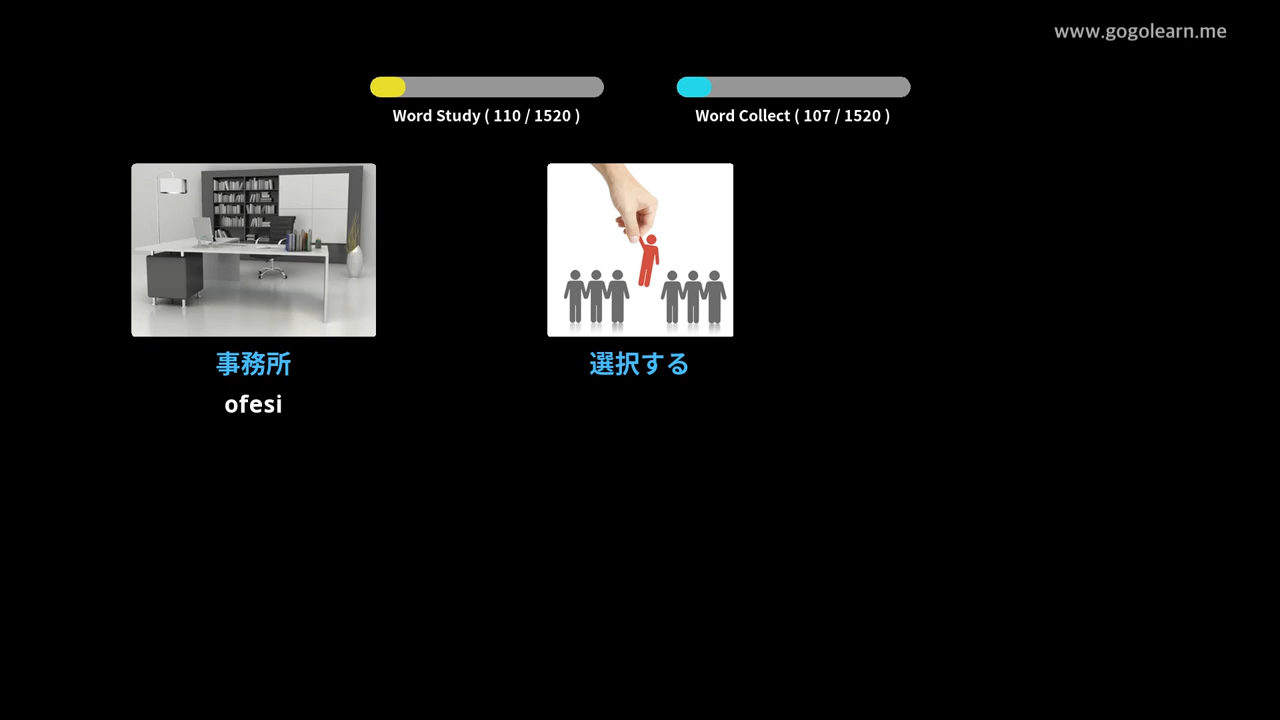 www.gogolearn.me
Word Study ( 110 / 1520 )
Word Collect ( 107 / 1520 )
事務所
選択する
ofesi